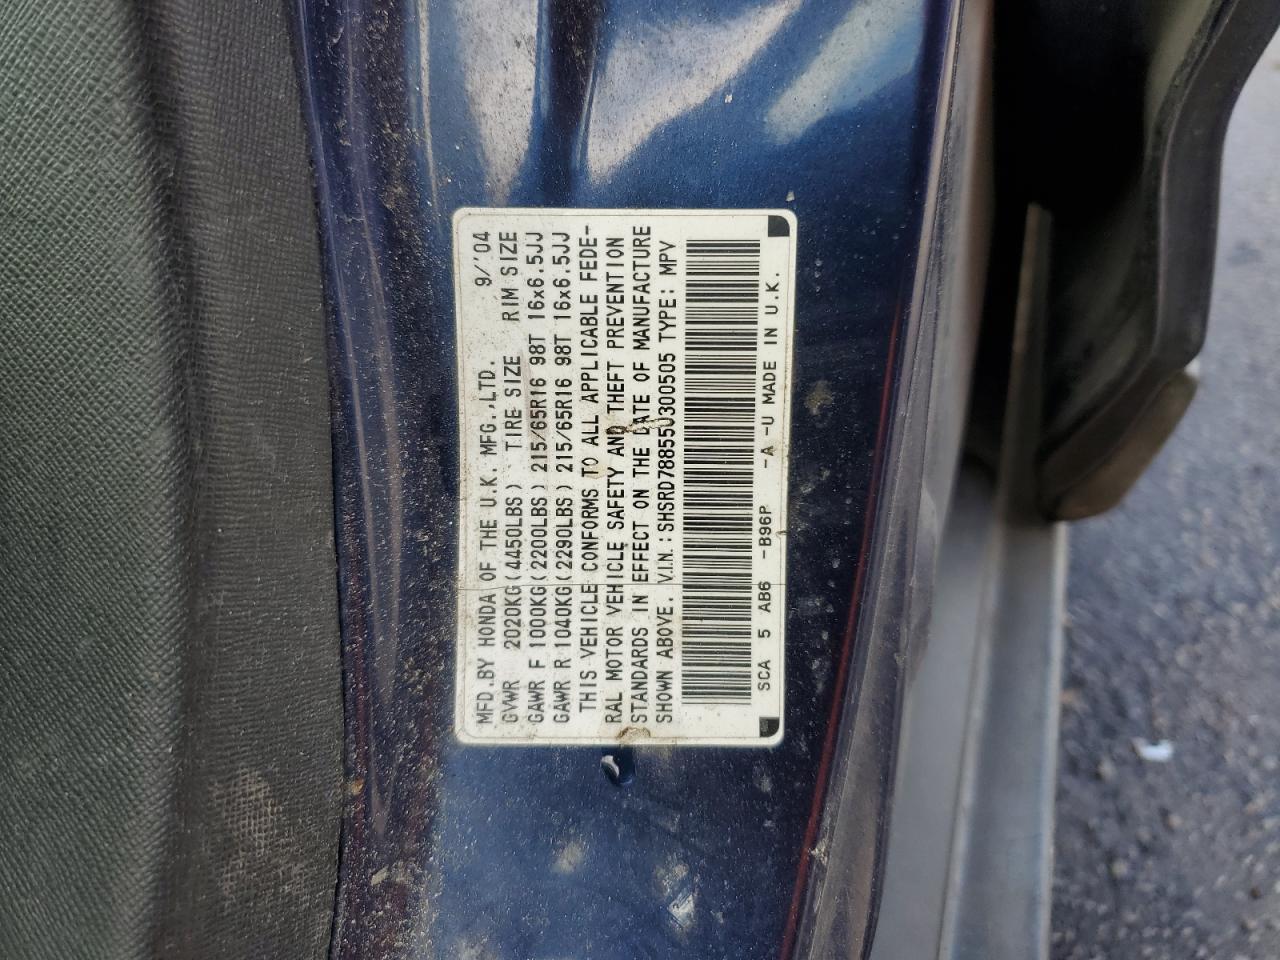 MFD.BY HONDA OF THE U.K. MFG.,LTD. 9/'04
GVWR 2020KG(4450LBS) TIRE SIZE RIM SIZE
GAWR F 1000KG(2200LBS) 215/65R16 98T 16x6.5JJ
GAWR R 1040KG(2290LBS) 215/65R16 98T 16x6.5JJ
THIS VEHICLE CONFORMS TO ALL APPLICABLE FEDE-
RAL MOTOR VEHICLE SAFETY AND THEFT PREVENTION
STANDARDS IN EFFECT ON THE DATE OF MANUFACTURE
SHOWN ABOVE. V.I.N.:SHSRD78855U300505 TYPE: MPV
SCA 5 AB6 -B96P -A -U MADE IN U.K.